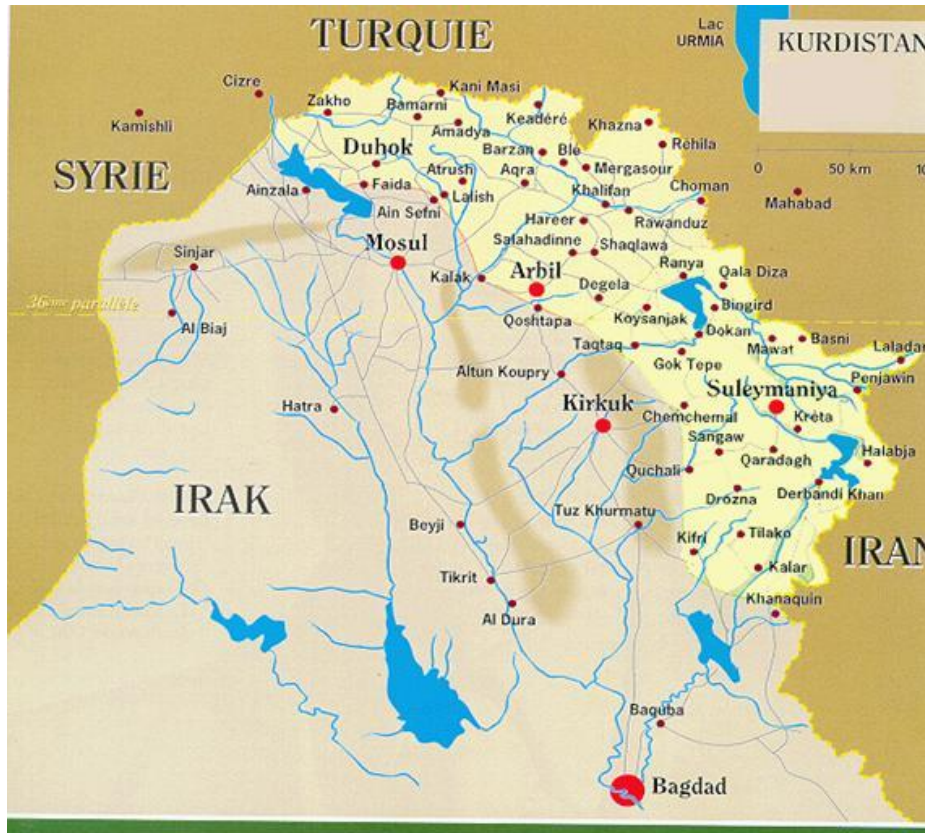 TURQUIE
Lac
URMIA
KURDISTAN
Cizre
Zakho
Kani Masi
Bamarni
Kamishli
Amadya
Keadéré
Khazna
Rehila
Duhok
Barzan
Ble
Mergasour
SYRIE
Atrush
Aqra
0
50 km
Ainzala
Faida
Lalish
Khalifan
Choman
Mahabad
Ain Sefni
Hareer
Rawanduz
Mosul
Salahadinne
Shaqlawa
Sinjar
Kalak
Arbil
Ranya
Qala Diza
Degela
36ème parallèle
Al Biaj
Qoshtapa
Koysanjak
Bingird
Dokan
Taqtaq
Mawat
Basni
Gok Tepe
Laladar
Altun Koupry
Penjawin
Suleymaniya
Hatra
Kirkuk
Chemchemal
Kréta
Sangaw
Halabja
Quchali
Qaradagh
IRAK
Drozna
Derbandi Khan
Beyji
Tuz Khurmatu
Kifri
Tilako
IRAN
Tikrit
Kalar
Khanaquin
Al Dura
Baquba
Bagdad